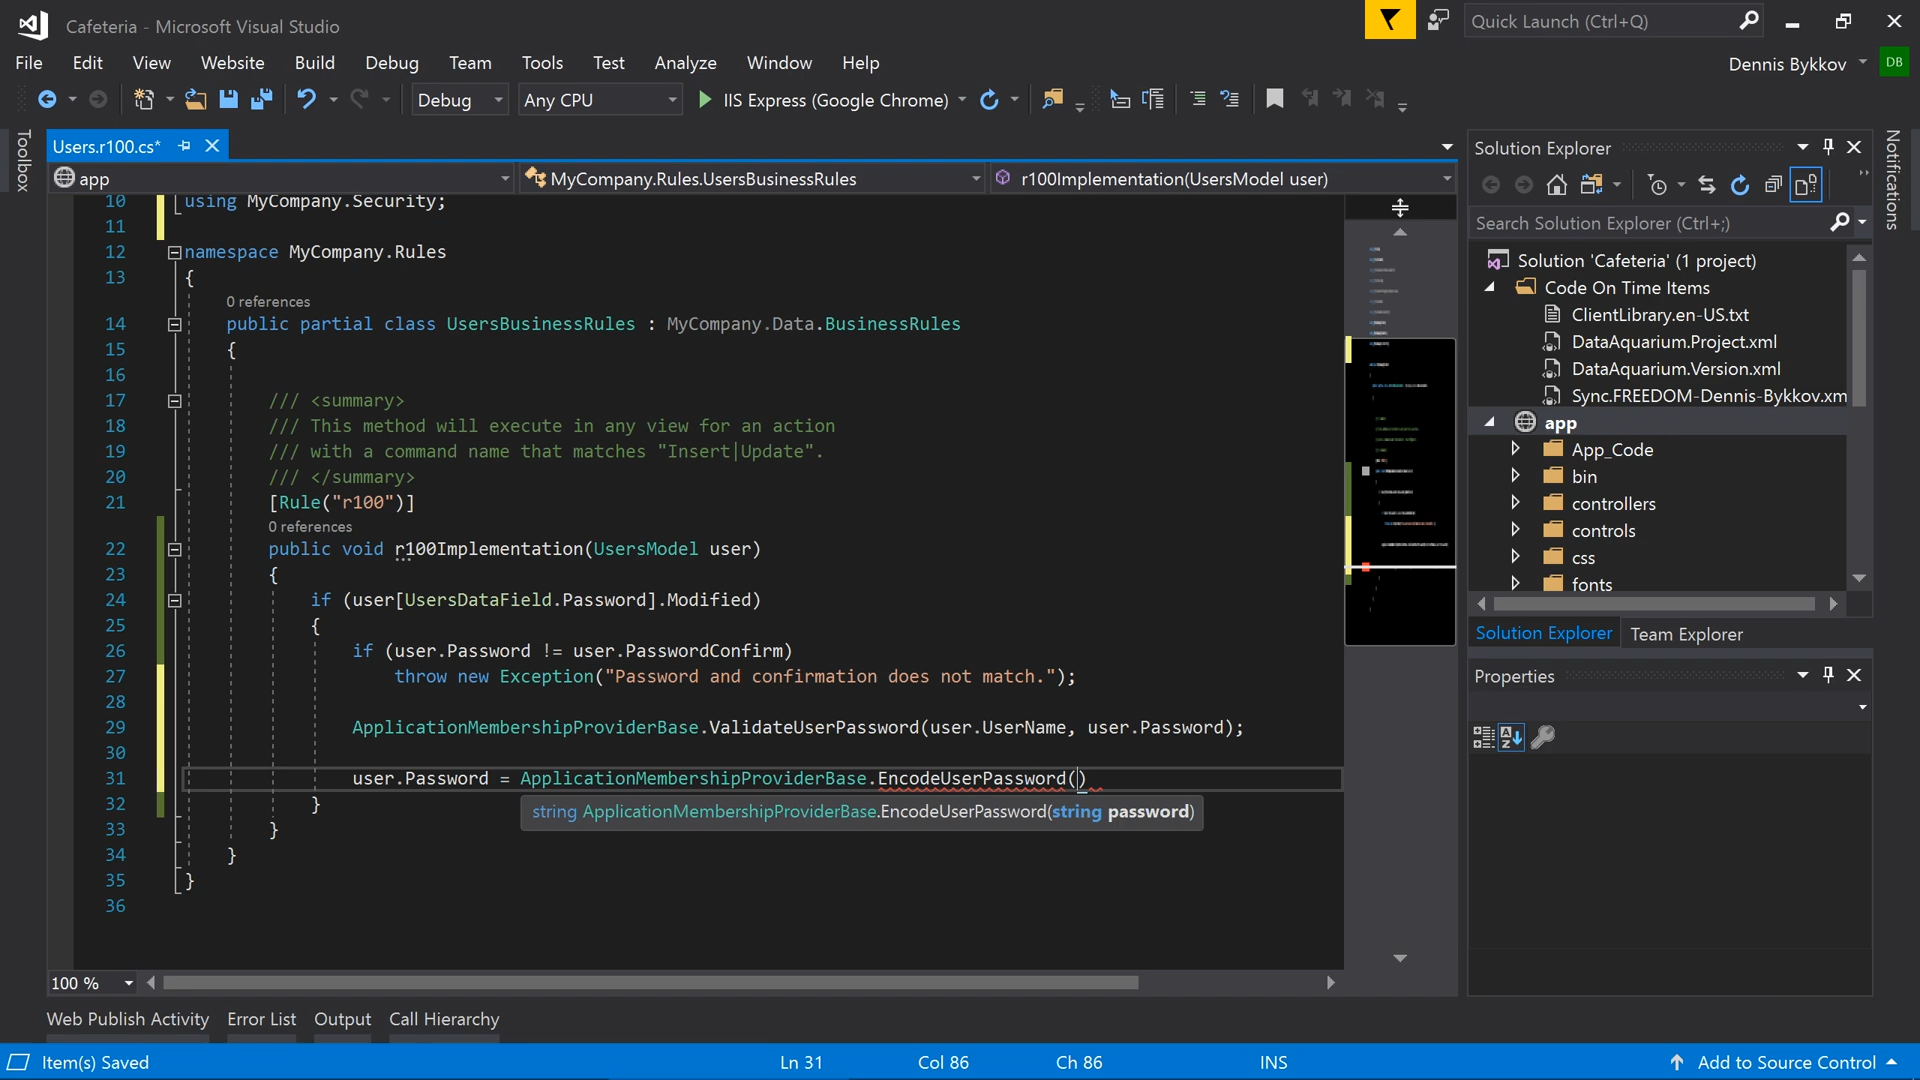 Cafeteria - Microsoft Visual Studio
Quick Launch (Ctrl+Q)
File Edit View Website Build Debug Team Tools Test Analyze Window Help
Dennis Bykkov DB
Debug Any CPU IIS Express (Google Chrome)
Toolbox
Users.r100.cs*
app MyCompany.Rules.UsersBusinessRules r100Implementation(UsersModel user)
10 using MyCompany.Security;
11
12 namespace MyCompany.Rules
13 {
0 references
14 public partial class UsersBusinessRules : MyCompany.Data.BusinessRules
15 {
16
17 /// <summary>
18 /// This method will execute in any view for an action
19 /// with a command name that matches "Insert|Update".
20 /// </summary>
21 [Rule("r100")]
0 references
22 public void r100Implementation(UsersModel user)
23 {
24 if (user[UsersDataField.Password].Modified)
25 {
26 if (user.Password != user.PasswordConfirm)
27 throw new Exception("Password and confirmation does not match.");
28
29 ApplicationMembershipProviderBase.ValidateUserPassword(user.UserName, user.Password);
30
31 user.Password = ApplicationMembershipProviderBase.EncodeUserPassword()
32 }
string ApplicationMembershipProviderBase.EncodeUserPassword(string password)
33 }
34 }
35 }
36
100 %
Solution Explorer
Search Solution Explorer (Ctrl+;)
Solution 'Cafeteria' (1 project)
Code On Time Items
ClientLibrary.en-US.txt
DataAquarium.Project.xml
DataAquarium.Version.xml
Sync.FREEDOM-Dennis-Bykkov.xm
app
App_Code
bin
controllers
controls
css
fonts
Solution Explorer Team Explorer
Properties
Notifications
Web Publish Activity Error List Output Call Hierarchy
Item(s) Saved Ln 31 Col 86 Ch 86 INS Add to Source Control